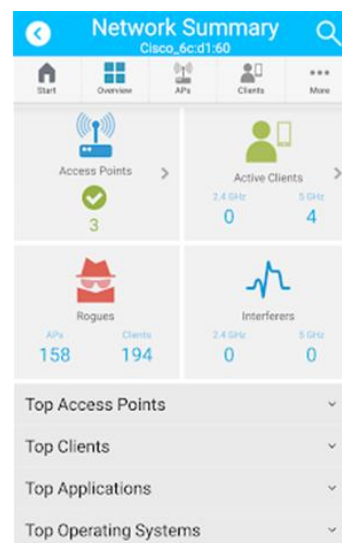 Network Summary
Cisco_6c:d1:60
Start Overview APs Clients More
Access Points
3
Active Clients
2.4 GHz 5 GHz
0 4
Rogues
APs Clients
158 194
Interferers
2.4 GHz 5 GHz
0 0
Top Access Points
Top Clients
Top Applications
Top Operating Systems